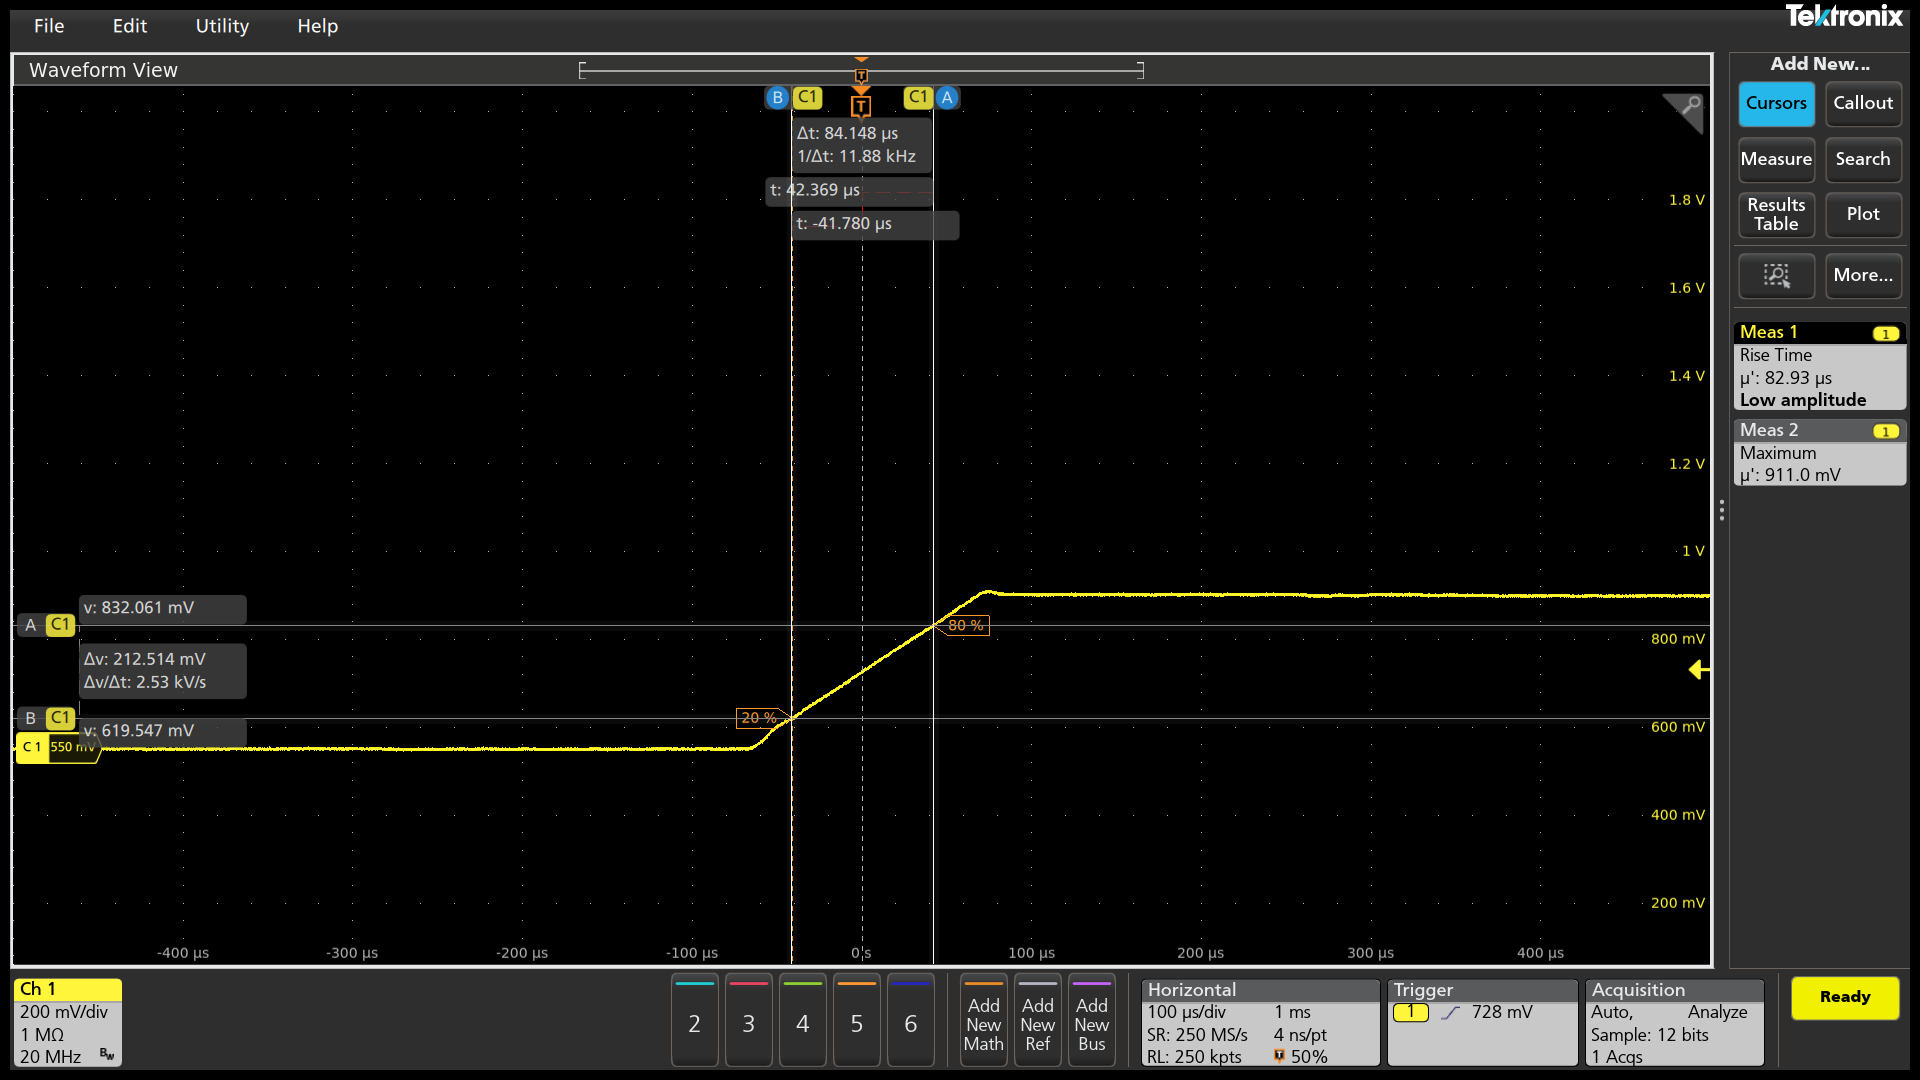 File Edit Utility Help
Tektronix
Waveform View
T
B C1 T C1 A
Δt: 84.148 µs
1/Δt: 11.88 kHz
t: 42.369 µs
t: -41.780 µs
1.8 V
1.6 V
1.4 V
1.2 V
1 V
800 mV
600 mV
400 mV
200 mV
v: 832.061 mV
A C1
80 %
Δv: 212.514 mV
Δv/Δt: 2.53 kV/s
B C1
20 %
v: 619.547 mV
C 1 550 mV
-400 µs -300 µs -200 µs -100 µs 0 s 100 µs 200 µs 300 µs 400 µs
Add New...
Cursors Callout
Measure Search
Results Table Plot
More...
Meas 1 1
Rise Time
µ': 82.93 µs
Low amplitude
Meas 2 1
Maximum
µ': 911.0 mV
Ch 1
200 mV/div
1 MΩ
20 MHz BW
2 3 4 5 6
Add New Math
Add New Ref
Add New Bus
Horizontal
100 µs/div 1 ms
SR: 250 MS/s 4 ns/pt
RL: 250 kpts T 50%
Trigger
1 728 mV
Acquisition
Auto, Analyze
Sample: 12 bits
1 Acqs
Ready